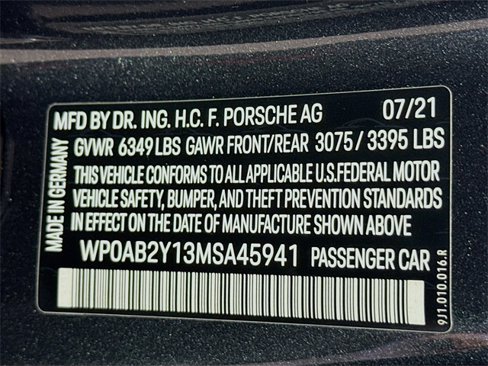 MFD BY DR. ING. H.C. F. PORSCHE AG 07/21
GVWR 6349 LBS GAWR FRONT/REAR 3075/3395 LBS
THIS VEHICLE CONFORMS TO ALL APPLICABLE U.S.FEDERAL MOTOR
VEHICLE SAFETY, BUMPER, AND THEFT PREVENTION STANDARDS
IN EFFECT ON THE DATE OF MANUFACTURE SHOWN ABOVE
WP0AB2Y13MSA45941 PASSENGER CAR
MADE IN GERMANY
9J1.010.016.R